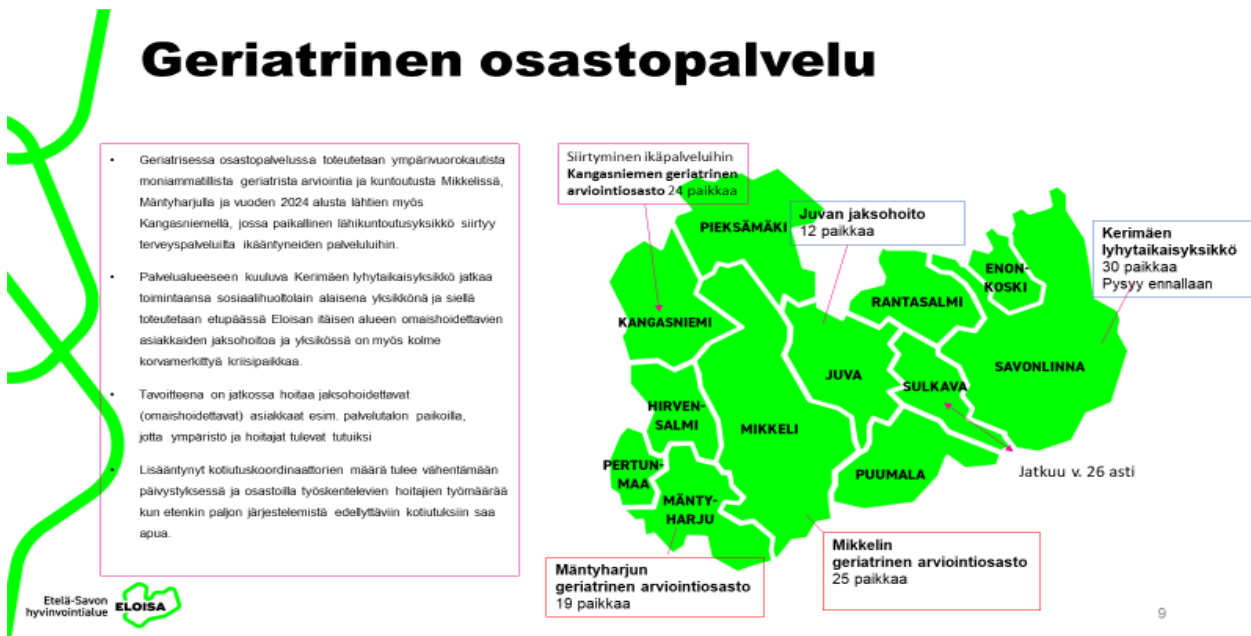 Geriatrinen osastopalvelu
• Geriatrisessa osastopalvelussa toteutetaan ympärivuorokautista
moniammatillista geriatrista arviointia ja kuntoutusta Mikkelissä,
Mäntyharjulla ja vuoden 2024 alusta lähtien myös
Kangasniemellä, jossa paikallinen lähikuntoutusyksikkö siirtyy
terveyspalveluilta ikääntyneiden palveluluihin.
• Palvelualueeseen kuuluva Kerimäen lyhytaikaisyksikkö jatkaa
toimintaansa sosiaalihuoltolain alaisena yksikkönä ja siellä
toteutetaan etupäässä Eloisan itäisen alueen omaishoidettavien
asiakkaiden jaksohoitoa ja yksikössä on myös kolme
korvamerkittyä kriisipaikkaa.
• Tavoitteena on jatkossa hoitaa jaksohoidettavat
(omaishoidettavat) asiakkaat esim. palvelutalon paikoilla,
jotta ympäristö ja hoitajat tulevat tutuiksi
• Lisääntynyt kotiutuskoordinaattorien määrä tulee vähentämään
päivystyksessä ja osastoilla työskentelevien hoitajien työmäärää
kun etenkin paljon järjestelemistä edellyttäviin kotiutuksiin saa
apua.
Siirtyminen ikäpalveluihin
Kangasniemen geriatrinen
arviointiosasto 24 paikkaa
Juvan jaksohoito
12 paikkaa
Kerimäen
lyhytaikaisyksikkö
30 paikkaa
Pysyy ennallaan
PIEKSÄMÄKI
ENON-
KOSKI
RANTASALMI
KANGASNIEMI
SAVONLINNA
JUVA
SULKAVA
HIRVEN-
SALMI
MIKKELI
PERTUN-
MAA
PUUMALA
MÄNTY-
HARJU
Jatkuu v. 26 asti
Mikkelin
geriatrinen arviointiosasto
25 paikkaa
Mäntyharjun
geriatrinen arviointiosasto
19 paikkaa
Etelä-Savon
hyvinvointialue
ELOISA
9